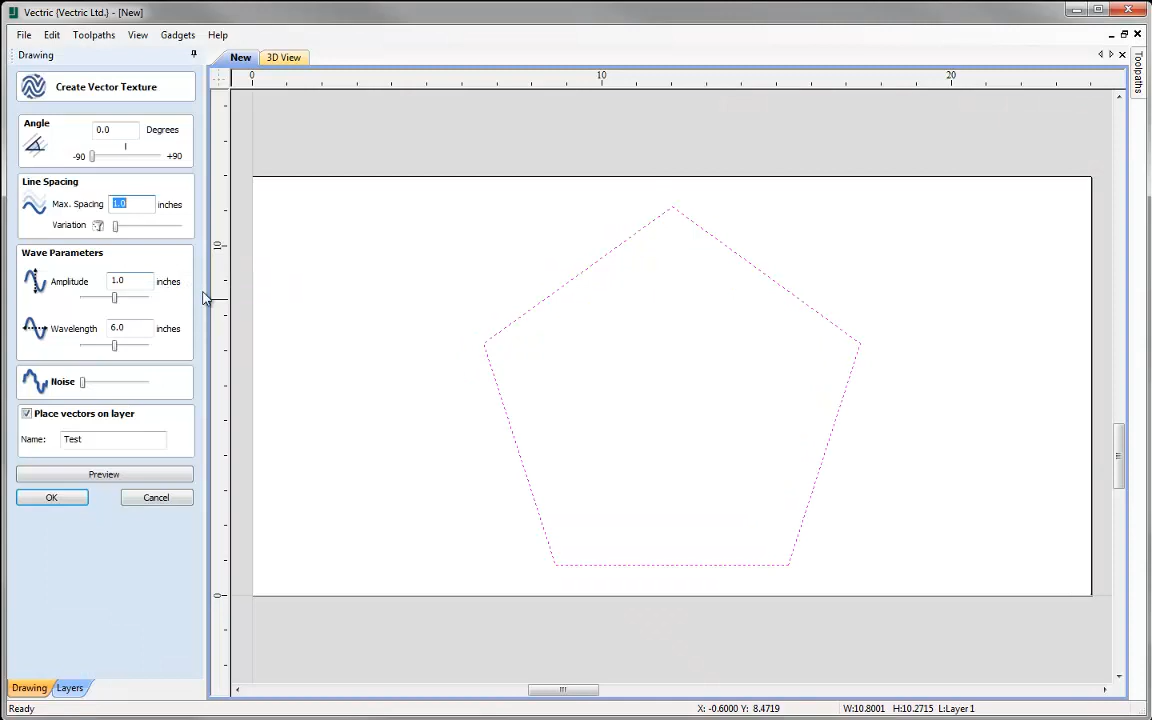 Vectric {Vectric Ltd.} - [New]
File Edit Toolpaths View Gadgets Help
Drawing
New 3D View
Toolpaths
0 10 20
Create Vector Texture
Angle
0.0 Degrees
-90 +90
Line Spacing
Max. Spacing 1.0 inches
Variation
Wave Parameters
10
Amplitude 1.0 inches
Wavelength 6.0 inches
Noise
Place vectors on layer
Name: Test
Preview
OK Cancel
0
Drawing Layers
Ready X: -0.6000 Y: 8.4719 W:10.8001 H:10.2715 L:Layer 1